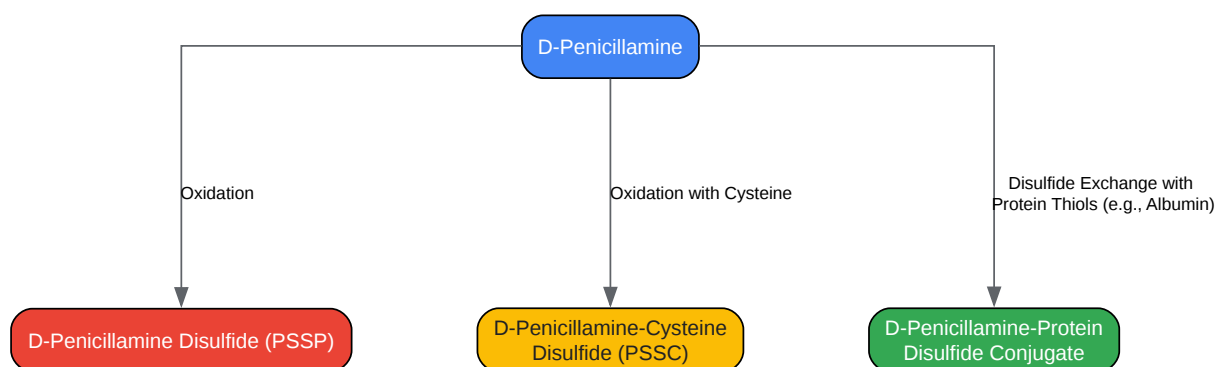 D-Penicillamine
Oxidation
Oxidation with Cysteine
Disulfide Exchange with
Protein Thiols (e.g., Albumin)
D-Penicillamine Disulfide (PSSP)
D-Penicillamine-Cysteine
Disulfide (PSSC)
D-Penicillamine-Protein
Disulfide Conjugate